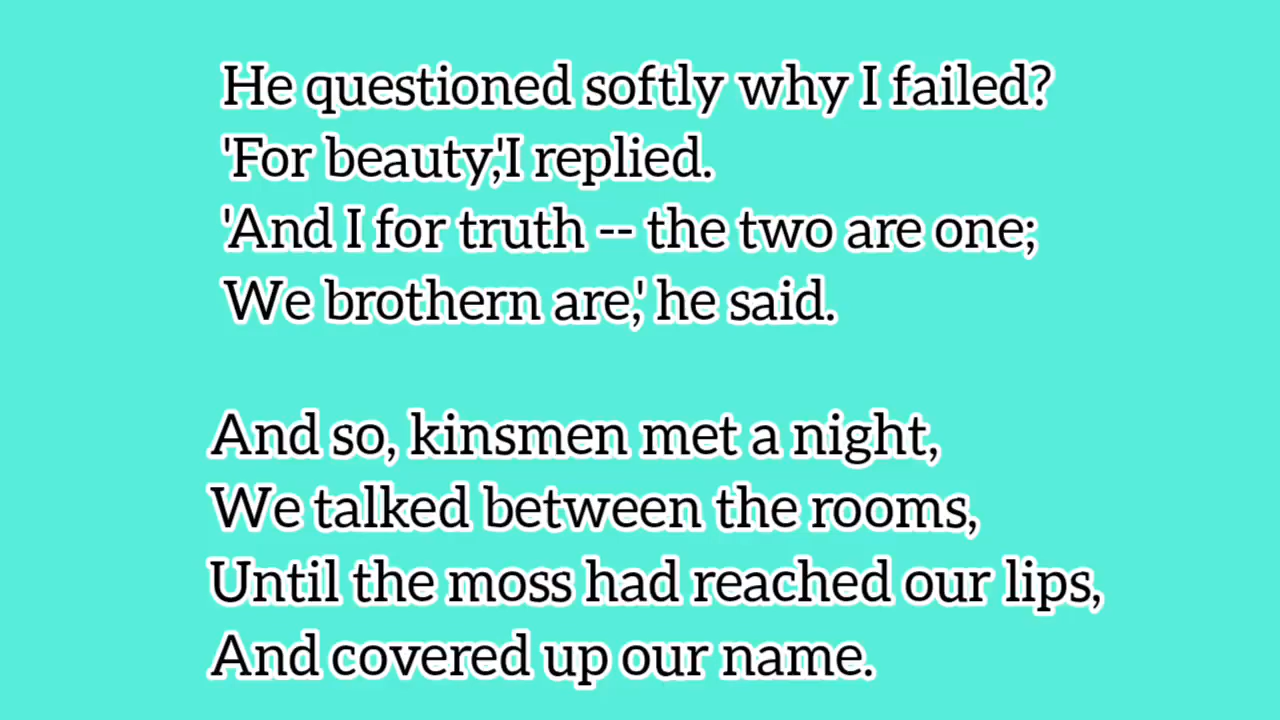 He questioned softly why I failed?
'For beauty,'I replied.
'And I for truth -- the two are one;
We brothern are,' he said.
And so, kinsmen met a night,
We talked between the rooms,
Until the moss had reached our lips,
And covered up our name.